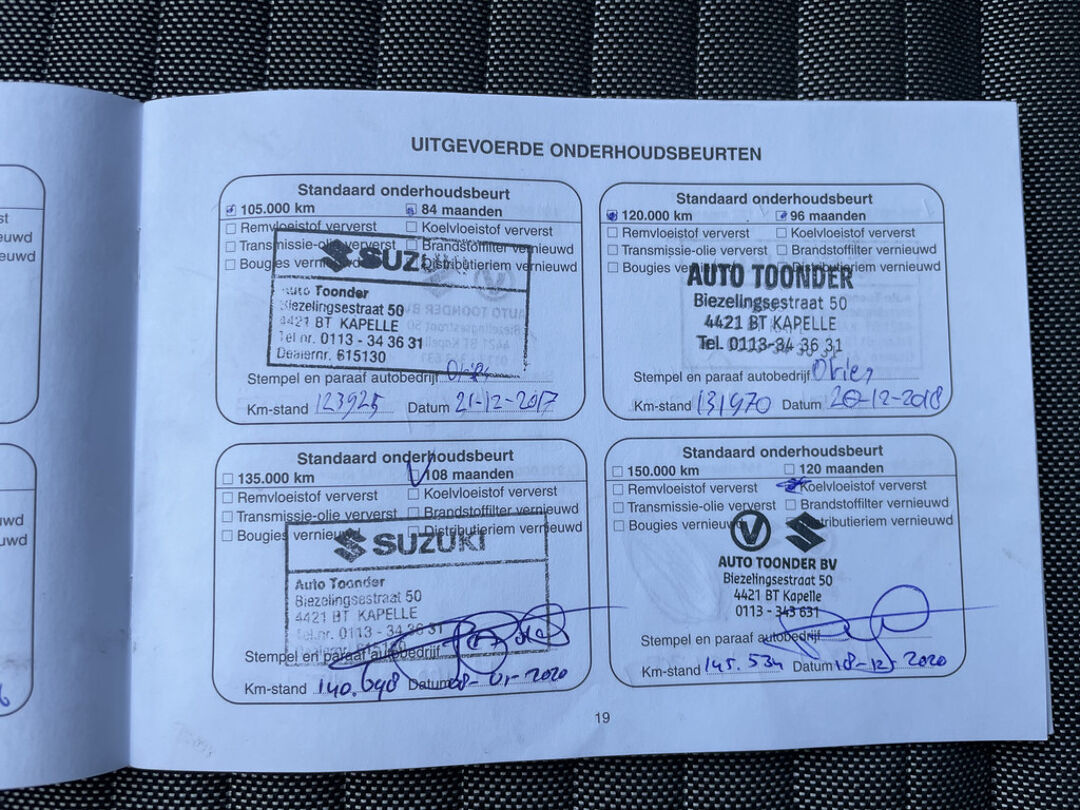 UITGEVOERDE ONDERHOUDSBEURTEN
Standaard onderhoudsbeurt
105.000 km 84 maanden
Remvloeistof ververst Koelvloeistof ververst
Transmissie-olie ververst Brandstoffilter vernieuwd
Bougies vernieuwd Distributieriem vernieuwd
SUZUKI
Auto Toonder
Biezelingsestraat 50
4421 BT KAPELLE
Tel nr. 0113 - 34 36 31
Dealernr. 615130
Stempel en paraaf autobedrijf
Km-stand 123925 Datum 21-12-2017
Standaard onderhoudsbeurt
120.000 km 96 maanden
Remvloeistof ververst Koelvloeistof ververst
Transmissie-olie ververst Brandstoffilter vernieuwd
Bougies vernieuwd Distributieriem vernieuwd
AUTO TOONDER
Biezelingsestraat 50
4421 BT KAPELLE
Tel. 0113-34 36 31
Stempel en paraaf autobedrijf
Km-stand 131970 Datum 20-12-2018
Standaard onderhoudsbeurt
135.000 km 108 maanden
Remvloeistof ververst Koelvloeistof ververst
Transmissie-olie ververst Brandstoffilter vernieuwd
Bougies vernieuwd Distributieriem vernieuwd
SUZUKI
Auto Toonder
Biezelingsestraat 50
4421 BT KAPELLE
Tel.nr. 0113 - 34 36 31
Stempel en paraaf autobedrijf
Km-stand 140.698 Datum 08-01-2020
Standaard onderhoudsbeurt
150.000 km 120 maanden
Remvloeistof ververst Koelvloeistof ververst
Transmissie-olie ververst Brandstoffilter vernieuwd
Bougies vernieuwd Distributieriem vernieuwd
AUTO TOONDER BV
Biezelingsestraat 50
4421 BT Kapelle
0113 - 343 631
Stempel en paraaf autobedrijf
Km-stand 145.534 Datum 18-12-2020
19